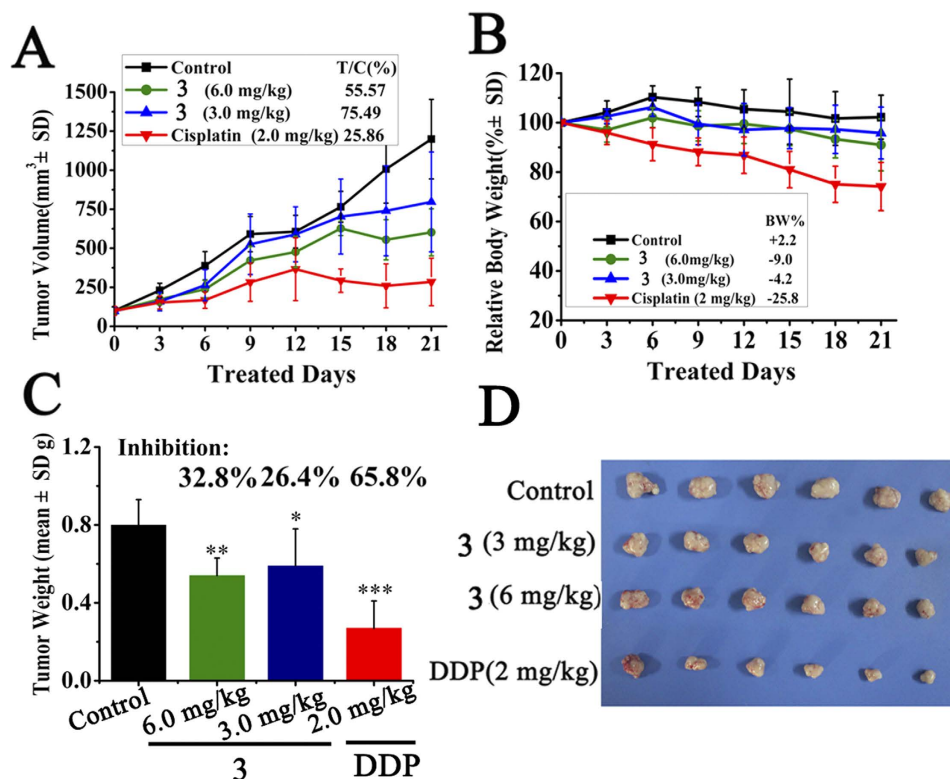 A
Control T/C(%)
3 (6.0 mg/kg) 55.57
3 (3.0 mg/kg) 75.49
Cisplatin (2.0 mg/kg) 25.86
Tumor Volume(mm³± SD)
1500
1250
1000
750
500
250
0
0 3 6 9 12 15 18 21
Treated Days
B
Relative Body Weight(%± SD)
120
100
80
60
40
20
BW%
Control +2.2
3 (6.0mg/kg) -9.0
3 (3.0mg/kg) -4.2
Cisplatin (2 mg/kg) -25.8
0 3 6 9 12 15 18 21
Treated Days
C
Tumor Weight (mean ± SD g)
1.2
0.8
0.4
0.0
Inhibition:
32.8% 26.4% 65.8%
** * ***
Control 6.0 mg/kg 3.0 mg/kg 2.0 mg/kg
3 DDP
D
Control
3 (3 mg/kg)
3 (6 mg/kg)
DDP(2 mg/kg)